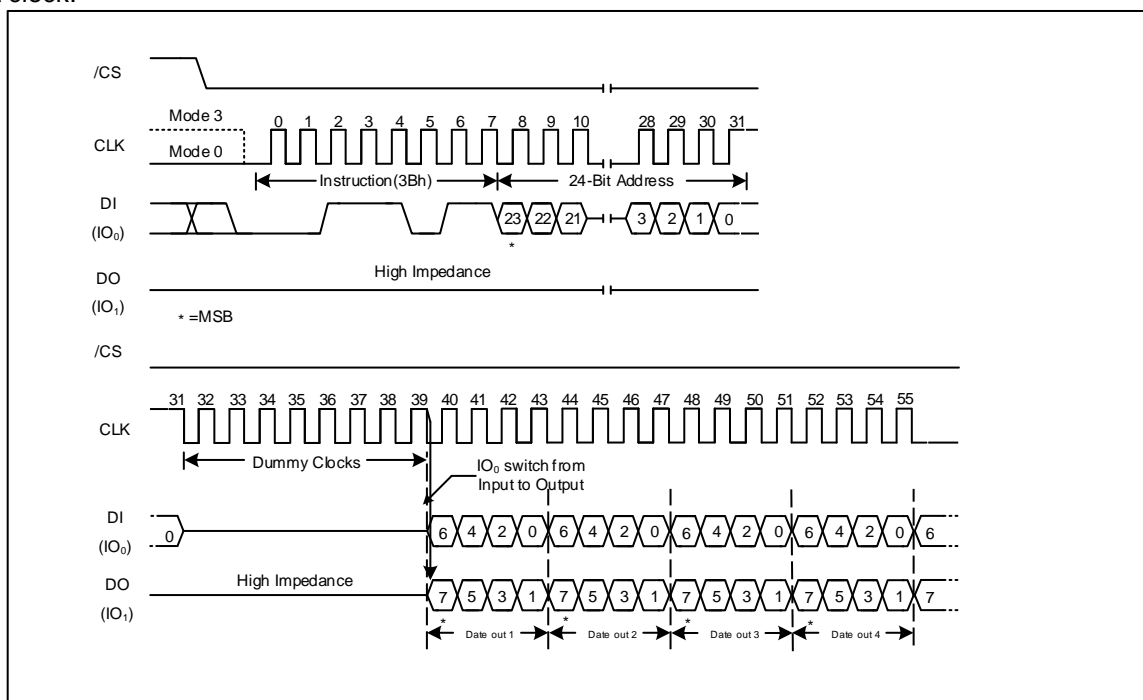 clock.
/CS
Mode 3
0 1 2 3 4 5 6 7 8 9 10 28 29 30 31
CLK
Mode 0
Instruction(3Bh) 24-Bit Address
DI
(IO₀)
23 22 21 3 2 1 0
*
DO
(IO₁)
High Impedance
* =MSB
/CS
31 32 33 34 35 36 37 38 39 40 41 42 43 44 45 46 47 48 49 50 51 52 53 54 55
CLK
Dummy Clocks
IO₀ switch from
Input to Output
DI
(IO₀)
0 6 4 2 0 6 4 2 0 6 4 2 0 6 4 2 0 6
DO
(IO₁)
High Impedance
7 5 3 1 7 5 3 1 7 5 3 1 7 5 3 1 7
* * * *
Date out 1 Date out 2 Date out 3 Date out 4